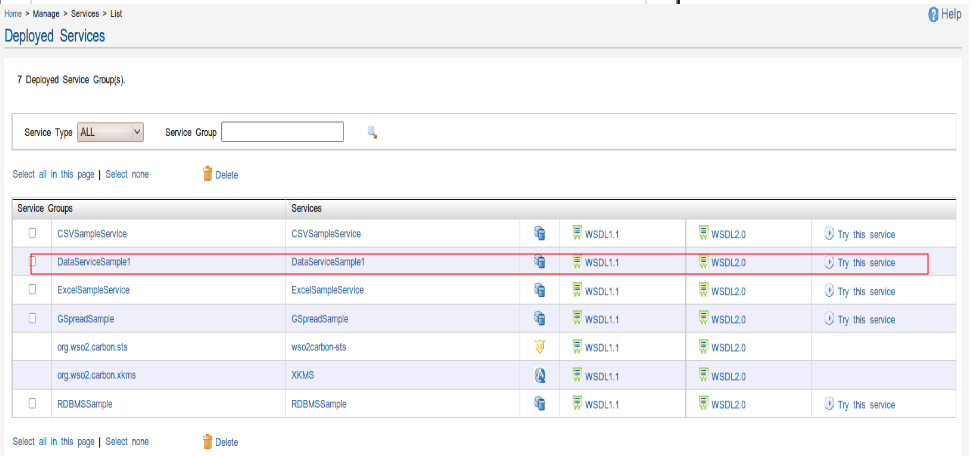 Home > Manage > Services > List
Help
Deployed Services
7 Deployed Service Group(s).
Service Type ALL Service Group
Select all in this page | Select none Delete
Service Groups Services
CSVSampleService CSVSampleService WSDL1.1 WSDL2.0 Try this service
DataServiceSample1 DataServiceSample1 WSDL1.1 WSDL2.0 Try this service
ExcelSampleService ExcelSampleService WSDL1.1 WSDL2.0 Try this service
GSpreadSample GSpreadSample WSDL1.1 WSDL2.0 Try this service
org.wso2.carbon.sts wso2carbon-sts WSDL1.1 WSDL2.0
org.wso2.carbon.xkms XKMS WSDL1.1 WSDL2.0
RDBMSSample RDBMSSample WSDL1.1 WSDL2.0 Try this service
Select all in this page | Select none Delete